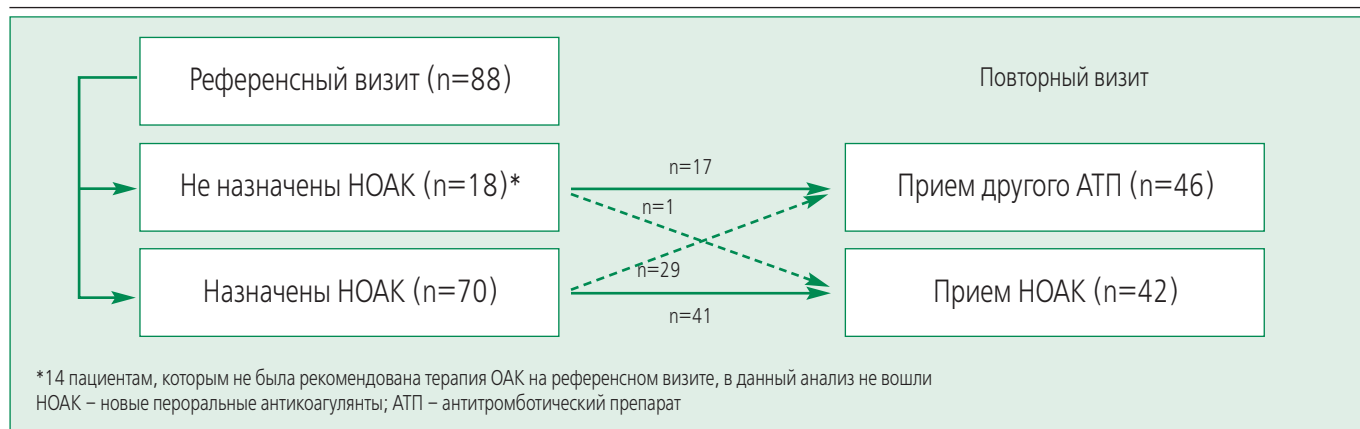 Референсный визит (n=88)
Повторный визит
Не назначены НОАК (n=18)*
n=17
Прием другого АТП (n=46)
n=1
n=29
Назначены НОАК (n=70)
Прием НОАК (n=42)
n=41
*14 пациентам, которым не была рекомендована терапия ОАК на референсном визите, в данный анализ не вошли
НОАК – новые пероральные антикоагулянты; АТП – антитромботический препарат